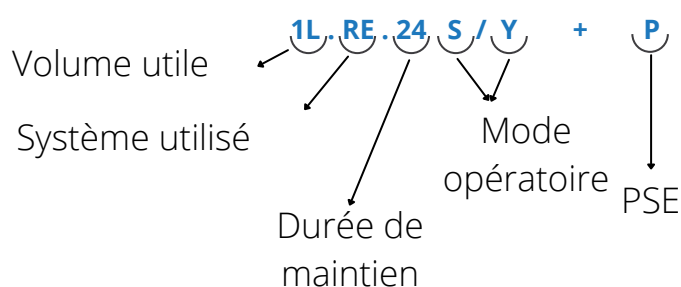 1L.RE.24 S/Y + P
Volume utile
Système utilisé
Mode
opératoire
PSE
Durée de
maintien